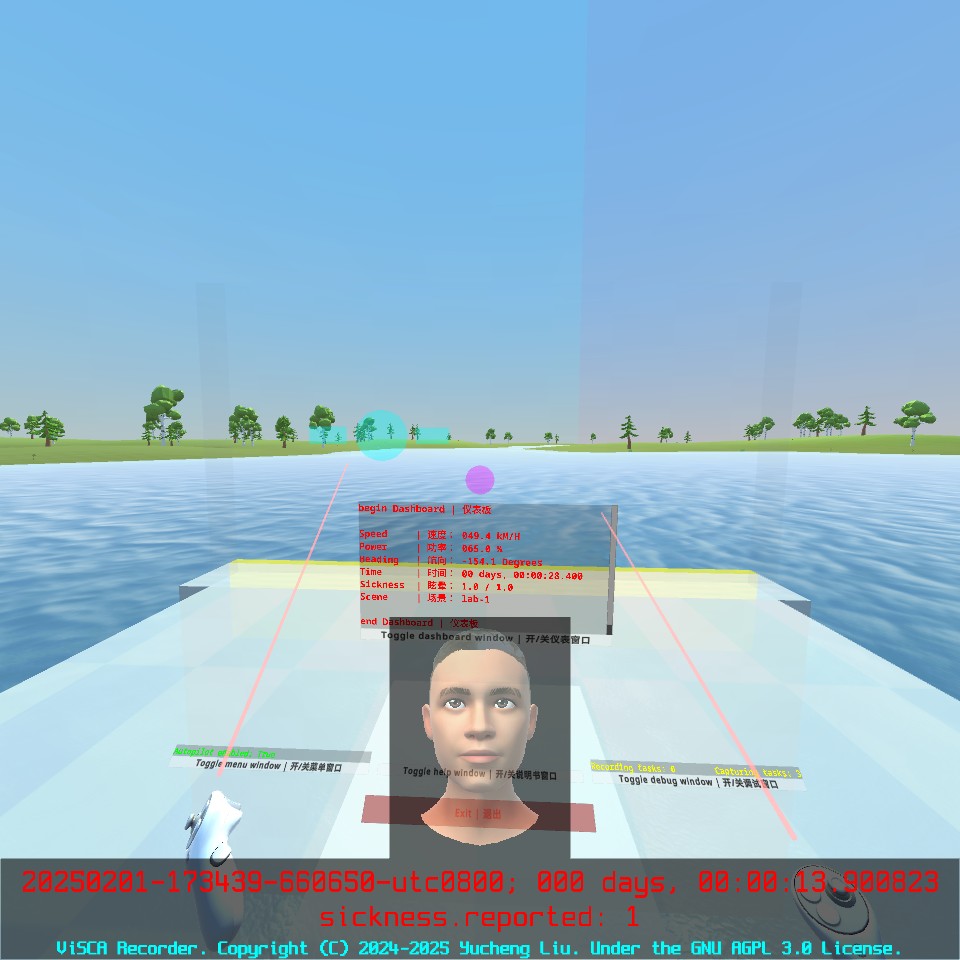 begin Dashboard | 仪表板
Speed | 速度： 049.4 kM/H
Power | 功率： 065.0 %
Heading | 航向： -154.1 Degrees
Time | 时间： 00 days, 00:00:28.400
Sickness | 眩晕： 1.0 / 1.0
Scene | 场景： lab-1
end Dashboard | 仪表板
Toggle dashboard window | 开/关仪表窗口
Autopilot enabled: True
Toggle menu window | 开/关菜单窗口
Toggle help window | 开/关说明书窗口
Recording tasks: 0 Capturing tasks: 3
Toggle debug window | 开/关调试窗口
Exit | 退出
20250201-173439-660650-utc0800; 000 days, 00:00:13.900823
sickness.reported: 1
ViSCA Recorder. Copyright (C) 2024-2025 Yucheng Liu. Under the GNU AGPL 3.0 License.